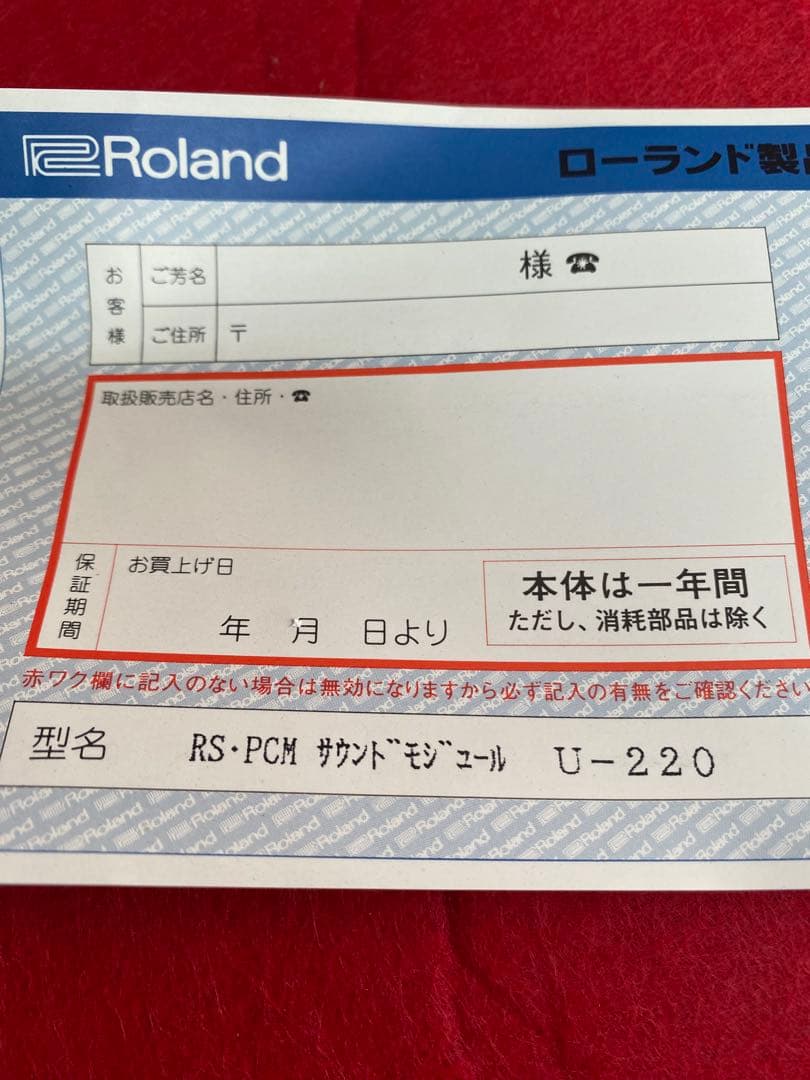 Roland ローランド製品
お客様 ご芳名 様 ☎
ご住所 〒
取扱販売店名・住所・☎
保証期間 お買上げ日
年 月 日より
本体は一年間
ただし、消耗部品は除く
赤ワク欄に記入のない場合は無効になりますから必ず記入の有無をご確認ください
型名 RS・PCM サウンドモジュール U-220